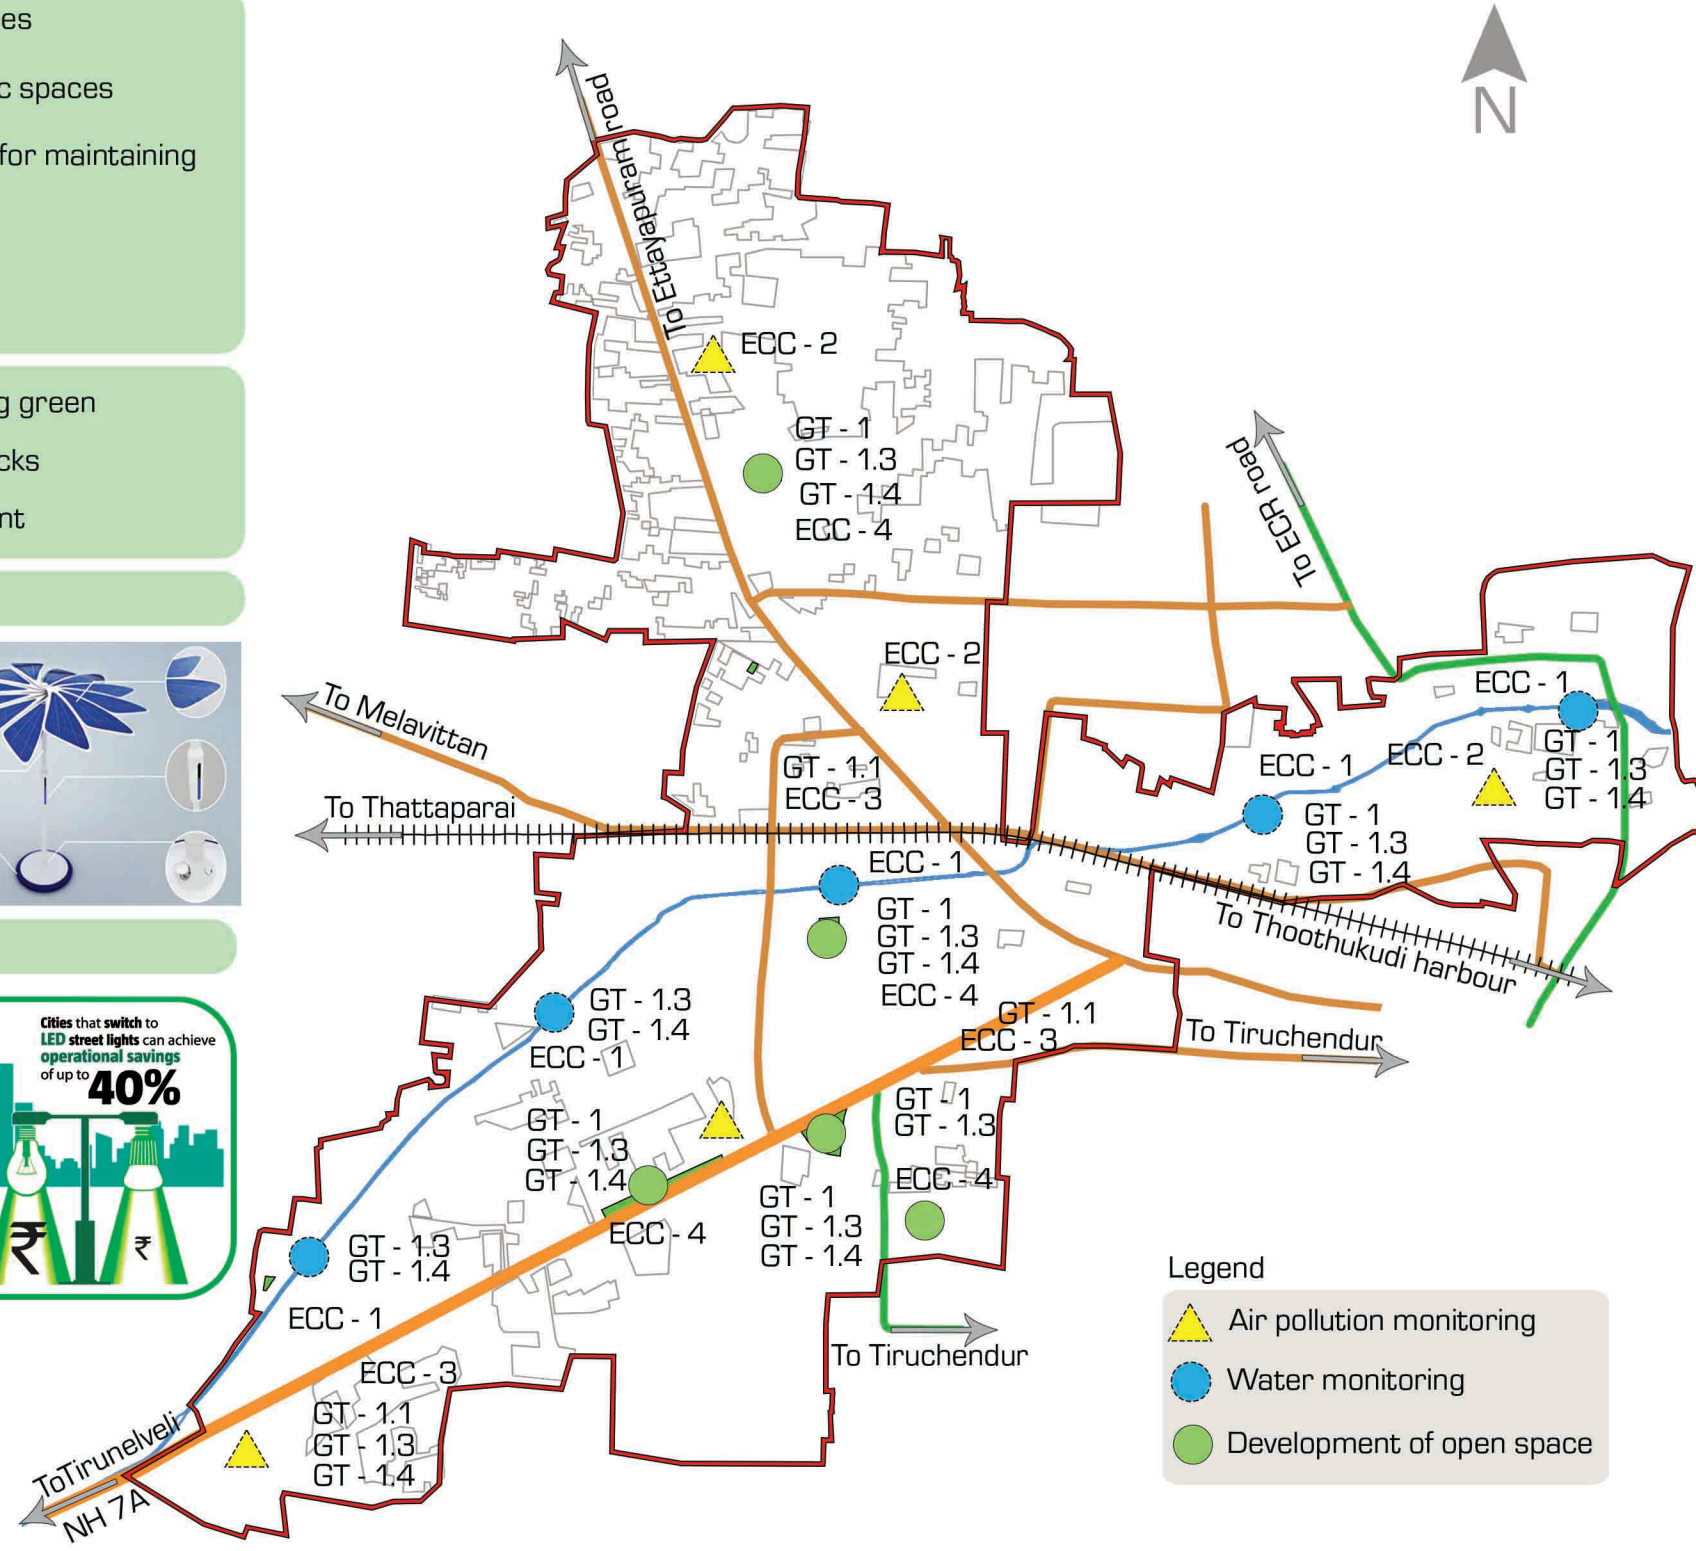 es
c spaces
for maintaining
g green
cks
nt
Cities that switch to
LED street lights can achieve
operational savings
of up to 40%
₹
₹
N
To Ettayapuram road
ECC - 2
GT - 1
GT - 1.3
GT - 1.4
ECC - 4
To ECR road
ECC - 2
To Melavittan
To Thattaparai
GT - 1.1
ECC - 3
ECC - 1
ECC - 1
ECC - 2
GT - 1
GT - 1.3
GT - 1.4
GT - 1
GT - 1.3
GT - 1.4
ECC - 1
GT - 1
GT - 1.3
GT - 1.4
ECC - 4
To Thoothukudi harbour
GT - 1.3
GT - 1.4
ECC - 1
GT - 1.1
ECC - 3
To Tiruchendur
GT - 1
GT - 1.3
ECC - 4
GT - 1
GT - 1.3
GT - 1.4
ECC - 4
GT - 1
GT - 1.3
GT - 1.4
GT - 1.3
GT - 1.4
ECC - 1
To Tiruchendur
ECC - 3
GT - 1.1
GT - 1.3
GT - 1.4
ToTirunelveli
NH 7A
Legend
Air pollution monitoring
Water monitoring
Development of open space